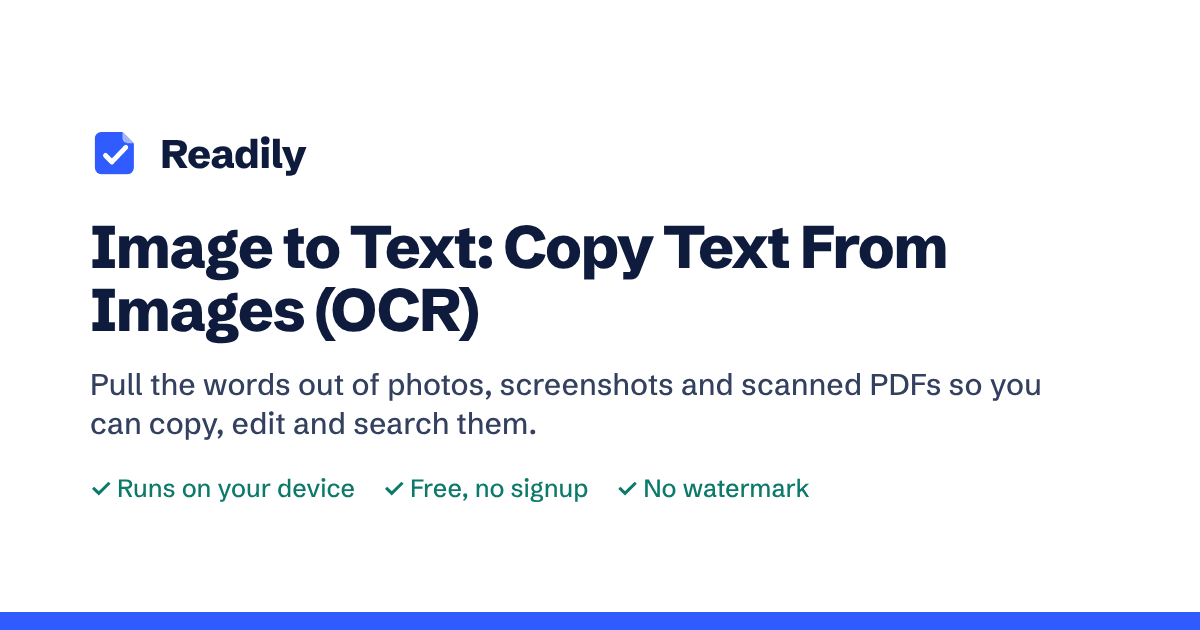 Readily
Image to Text: Copy Text From
Images (OCR)
Pull the words out of photos, screenshots and scanned PDFs so you
can copy, edit and search them.
✓ Runs on your device ✓ Free, no signup ✓ No watermark